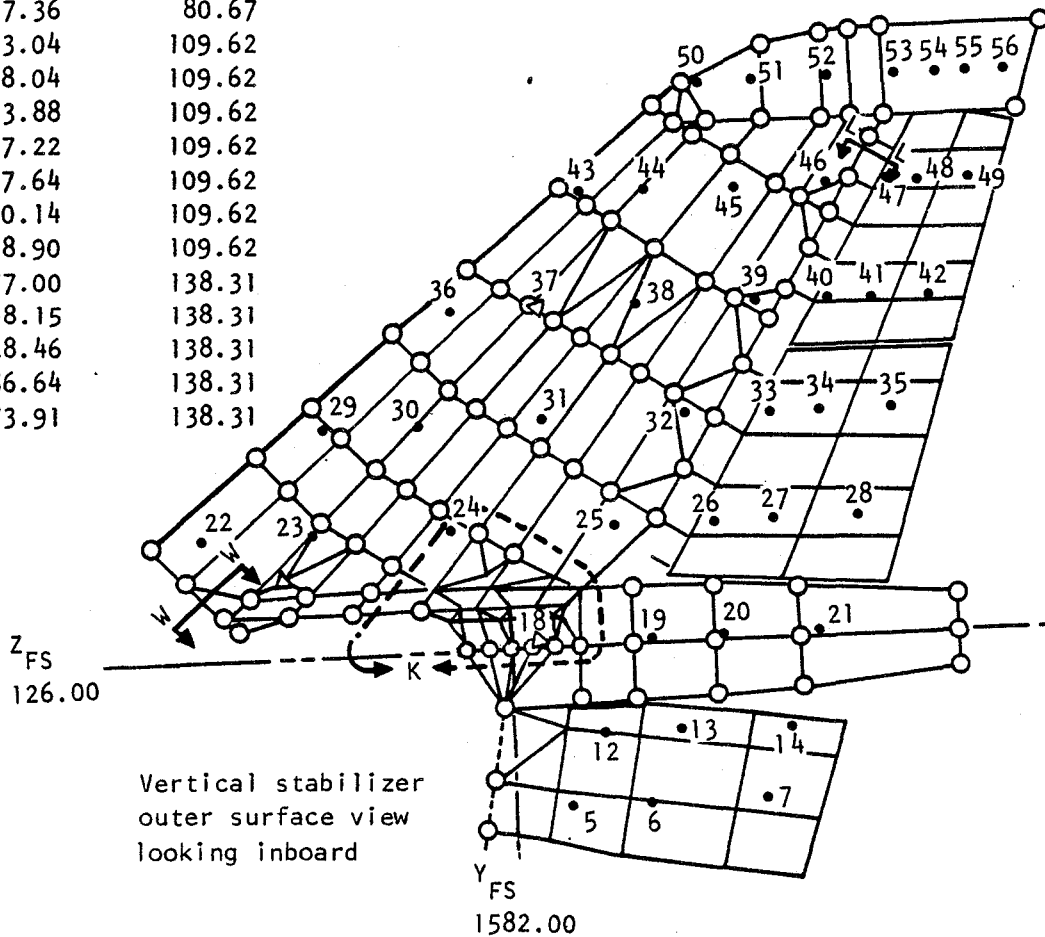 7.36 80.67
3.04 109.62
8.04 109.62
3.88 109.62
7.22 109.62
7.64 109.62
0.14 109.62
8.90 109.62
7.00 138.31
8.15 138.31
8.46 138.31
6.64 138.31
3.91 138.31
50 51 52 53 54 55 56
43 44 45 46 47 48 49
36 37 38 39 40 41 42
29 30 31 32 33 34 35
22 23 24 25 26 27 28
W W
18 19 20 21
K
Z FS
126.00
12 13 14
5 6 7
Vertical stabilizer
outer surface view
looking inboard
Y FS
1582.00